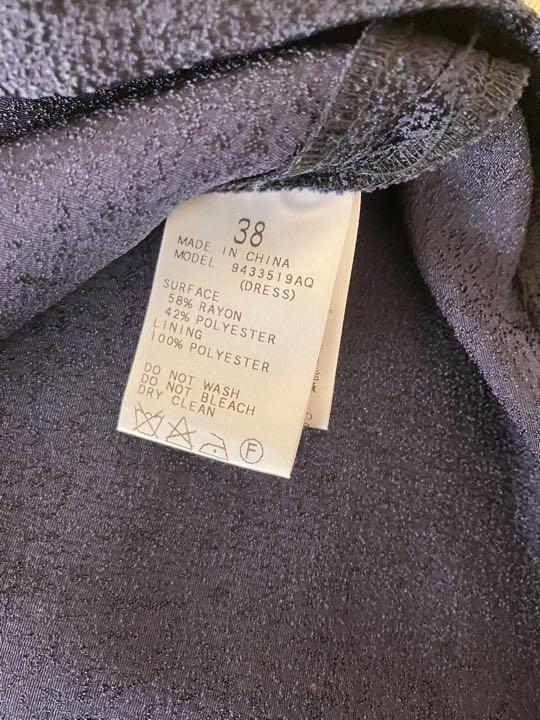 38
MADE IN CHINA
MODEL 9433519AQ
(DRESS)
SURFACE
58% RAYON
42% POLYESTER
LINING
100% POLYESTER
DO NOT WASH
DO NOT BLEACH
DRY CLEAN
F